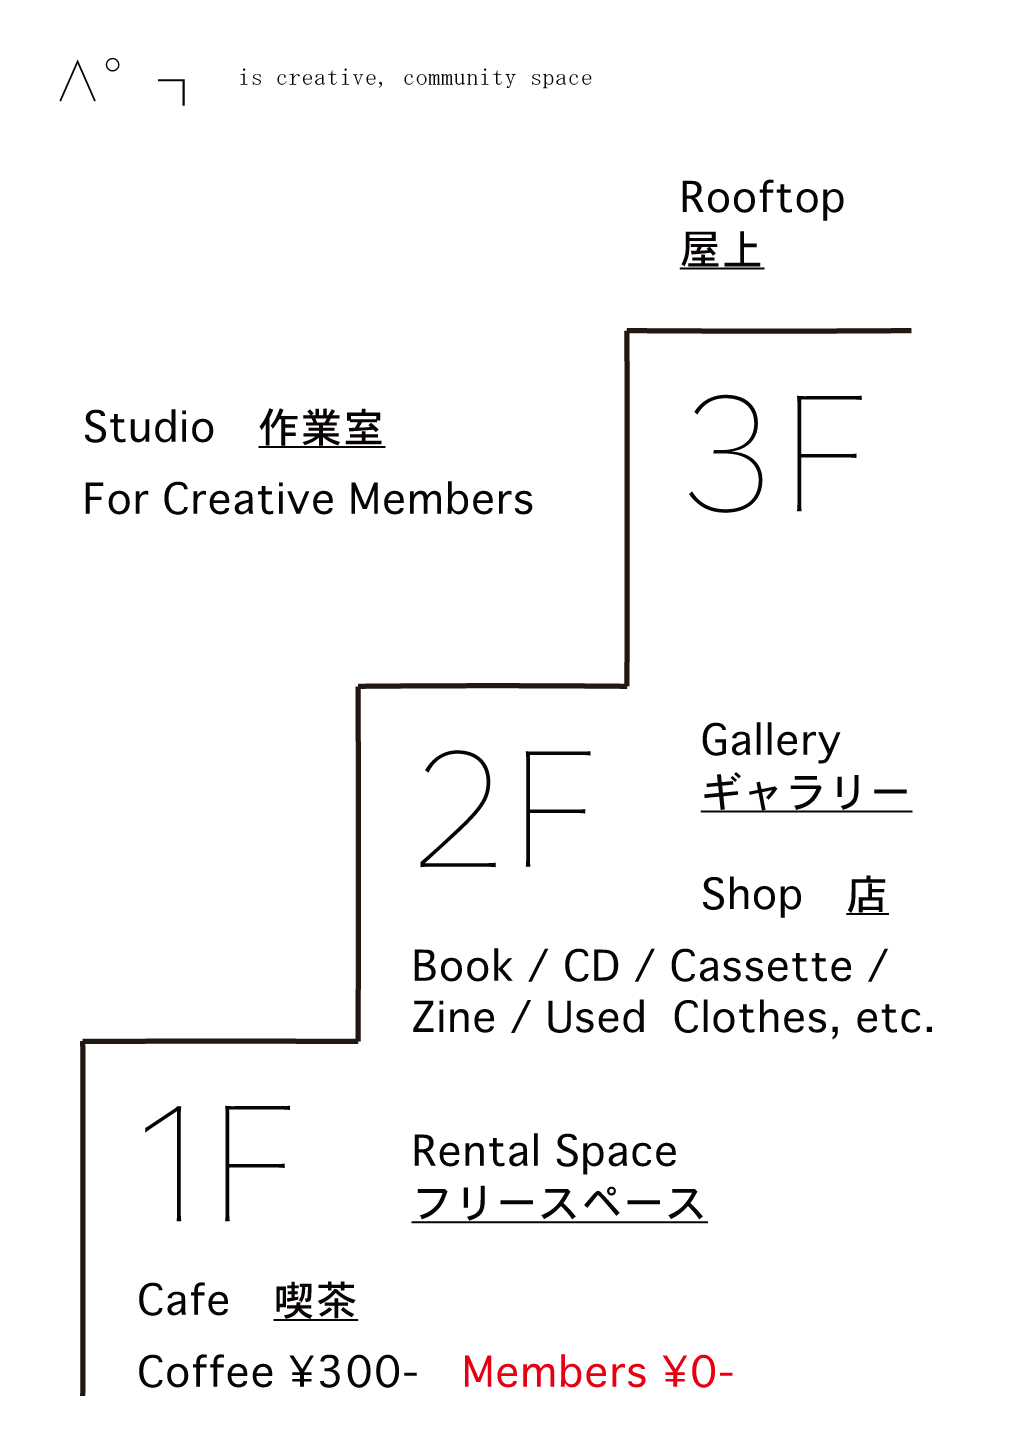 is creative, community space
Rooftop
屋上
3F
Studio　作業室
For Creative Members
2F
Gallery
ギャラリー
Shop　店
Book / CD / Cassette /
Zine / Used Clothes, etc.
1F
Rental Space
フリースペース
Cafe　喫茶
Coffee ¥300-　Members ¥0-